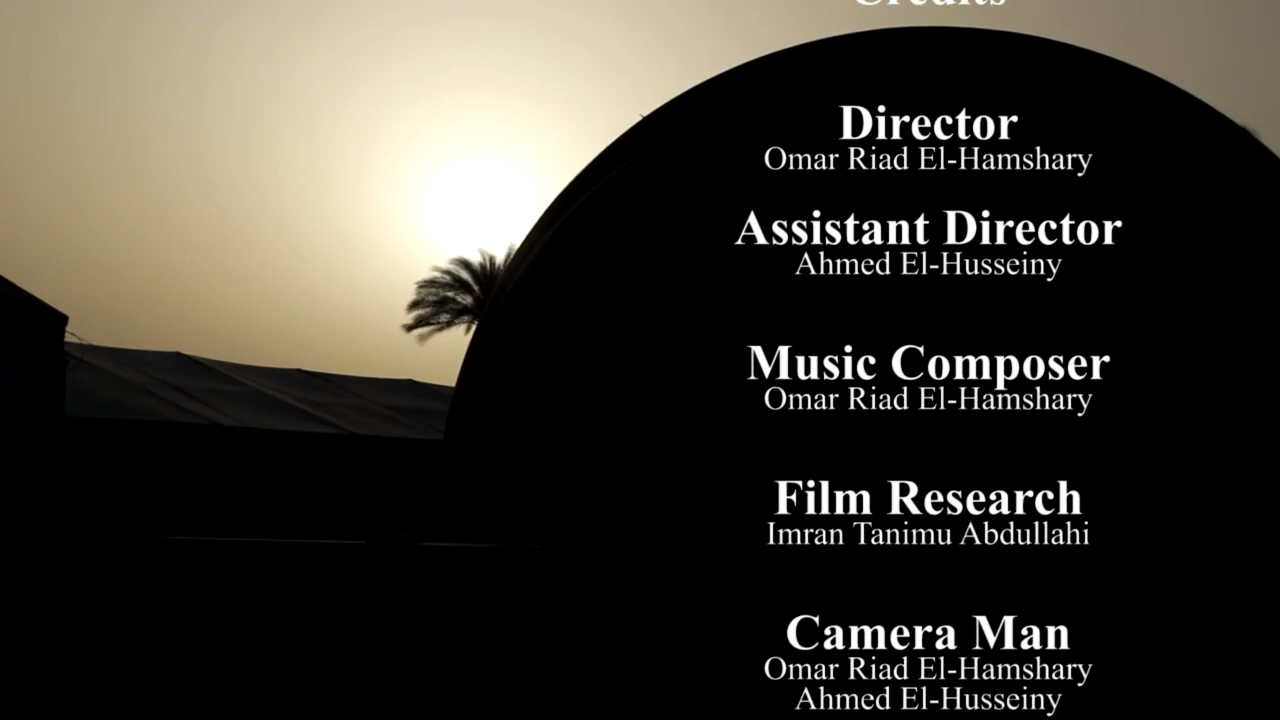 Credits
Director
Omar Riad El-Hamshary
Assistant Director
Ahmed El-Husseiny
Music Composer
Omar Riad El-Hamshary
Film Research
Imran Tanimu Abdullahi
Camera Man
Omar Riad El-Hamshary
Ahmed El-Husseiny